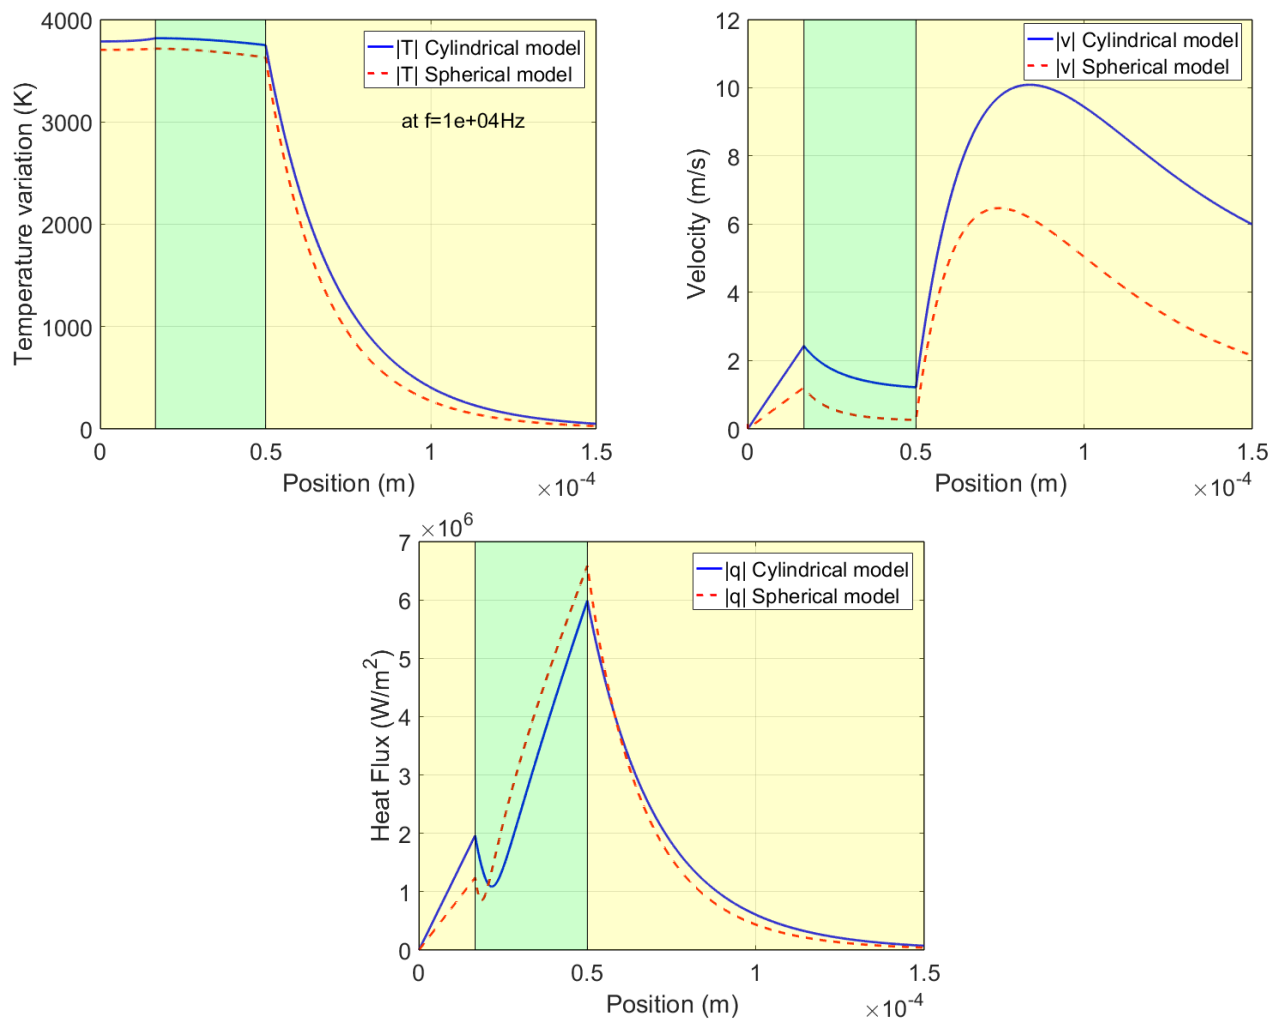 4000
3000
2000
1000
0
Temperature variation (K)
|T| Cylindrical model
|T| Spherical model
at f=1e+04Hz
0 0.5 1 1.5
Position (m)
×10-4
12
10
8
6
4
2
0
Velocity (m/s)
|v| Cylindrical model
|v| Spherical model
0 0.5 1 1.5
Position (m)
×10-4
×106
7
6
5
4
3
2
1
0
Heat Flux (W/m2)
|q| Cylindrical model
|q| Spherical model
0 0.5 1 1.5
Position (m)
×10-4